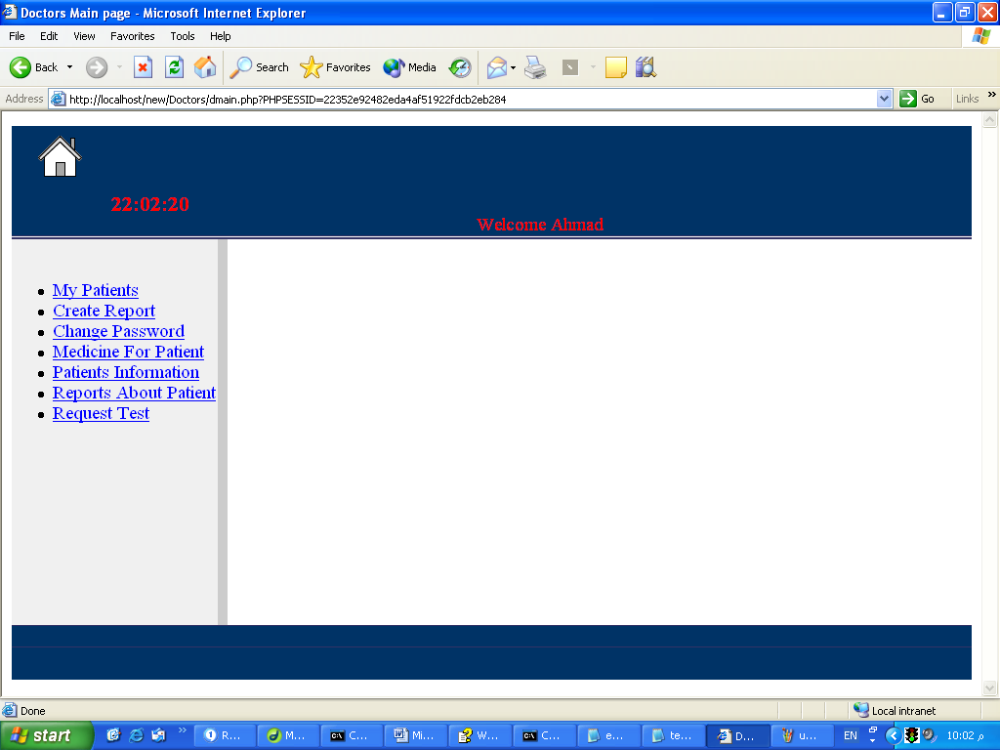 Doctors Main page - Microsoft Internet Explorer
File Edit View Favorites Tools Help
Back Search Favorites Media
Address http://localhost/new/Doctors/dmain.php?PHPSESSID=22352e92482eda4af51922fdcb2eb284 Go Links »
22:02:20
Welcome Ahmad
My Patients
Create Report
Change Password
Medicine For Patient
Patients Information
Reports About Patient
Request Test
Done Local intranet
start » R... M... C... Mi... W... C... e... te... D... u... EN 10:02 م